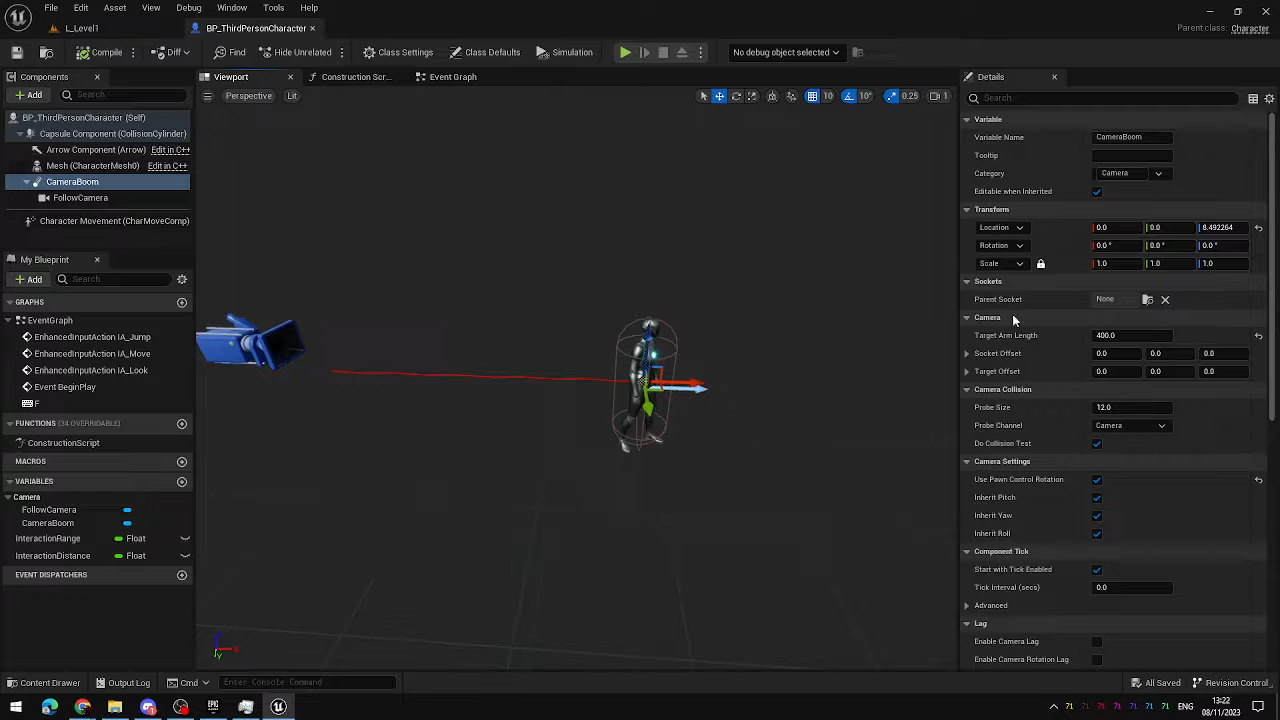 File Edit Asset View Debug Window Tools Help
L_Level1
BP_ThirdPersonCharacter
Parent class: Character
Compile
Diff
Find
Hide Unrelated
Class Settings
Class Defaults
Simulation
No debug object selected
Components
Viewport
Construction Scr...
Event Graph
Details
Add
Search
Perspective
Lit
10
10°
0.25
1
Search
BP_ThirdPersonCharacter (Self)
Capsule Component (CollisionCylinder)
Arrow Component (Arrow) Edit in C++
Mesh (CharacterMesh0) Edit in C++
CameraBoom
FollowCamera
Character Movement (CharMoveComp)
My Blueprint
Add
Search
GRAPHS
EventGraph
EnhancedInputAction IA_Jump
EnhancedInputAction IA_Move
EnhancedInputAction IA_Look
Event BeginPlay
F
FUNCTIONS (34 OVERRIDABLE)
ConstructionScript
MACROS
VARIABLES
Camera
FollowCamera
CameraBoom
InteractionRange Float
InteractionDistance Float
EVENT DISPATCHERS
Variable
Variable Name CameraBoom
Tooltip
Category Camera
Editable when Inherited
Transform
Location 0.0 0.0 8.492264
Rotation 0.0 ° 0.0 ° 0.0 °
Scale 1.0 1.0 1.0
Sockets
Parent Socket None
Camera
Target Arm Length 400.0
Socket Offset 0.0 0.0 0.0
Target Offset 0.0 0.0 0.0
Camera Collision
Probe Size 12.0
Probe Channel Camera
Do Collision Test
Camera Settings
Use Pawn Control Rotation
Inherit Pitch
Inherit Yaw
Inherit Roll
Component Tick
Start with Tick Enabled
Tick Interval (secs) 0.0
Advanced
Lag
Enable Camera Lag
Enable Camera Rotation Lag
Content Drawer
Output Log
Cmd
Enter Console Command
All Saved
Revision Control
ENG
13:22
08/11/2023